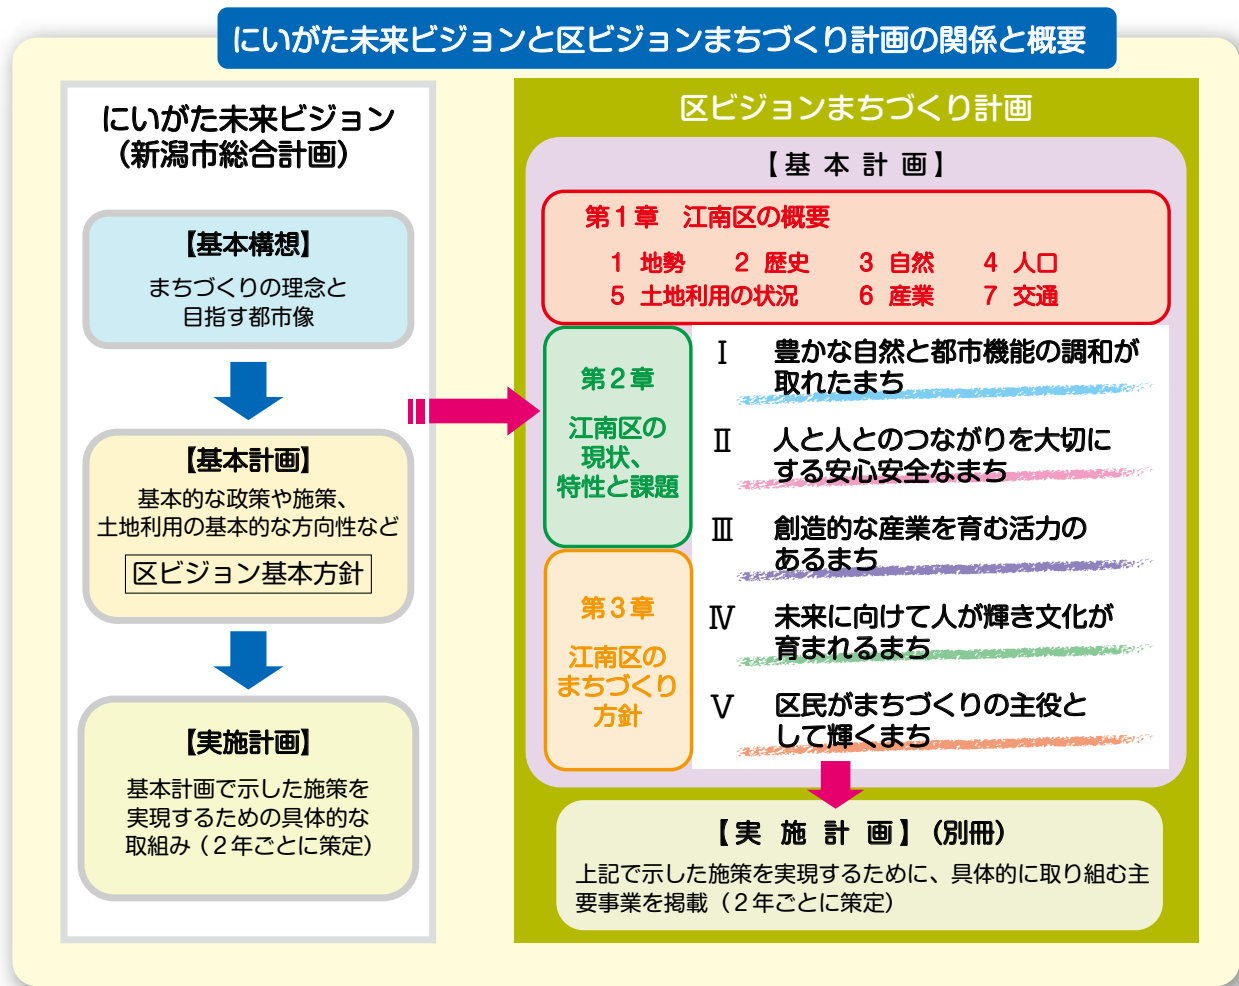 にいがた未来ビジョンと区ビジョンまちづくり計画の関係と概要
にいがた未来ビジョン
（新潟市総合計画）
【基本構想】
まちづくりの理念と
目指す都市像
【基本計画】
基本的な政策や施策、
土地利用の基本的な方向性など
区ビジョン基本方針
【実施計画】
基本計画で示した施策を
実現するための具体的な
取組み（２年ごとに策定）
区ビジョンまちづくり計画
【基 本 計 画】
第１章　江南区の概要
1 地勢　2 歴史　3 自然　4 人口
5 土地利用の状況　6 産業　7 交通
第２章
江南区の
現状、
特性と課題
第３章
江南区の
まちづくり
方針
Ⅰ 豊かな自然と都市機能の調和が
取れたまち
Ⅱ 人と人とのつながりを大切に
する安心安全なまち
Ⅲ 創造的な産業を育む活力の
あるまち
Ⅳ 未来に向けて人が輝き文化が
育まれるまち
Ⅴ 区民がまちづくりの主役と
して輝くまち
【実 施 計 画】（別冊）
上記で示した施策を実現するために、具体的に取り組む主
要事業を掲載（２年ごとに策定）